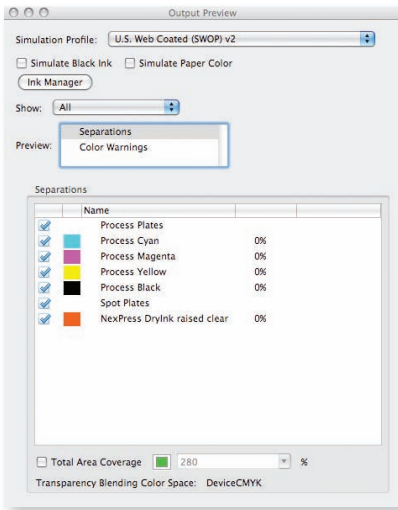 Output Preview
Simulation Profile: U.S. Web Coated (SWOP) v2
Simulate Black Ink Simulate Paper Color
Ink Manager
Show: All
Preview: Separations
Color Warnings
Separations
Name
Process Plates
Process Cyan 0%
Process Magenta 0%
Process Yellow 0%
Process Black 0%
Spot Plates
NexPress DryInk raised clear 0%
Total Area Coverage 280 %
Transparency Blending Color Space: DeviceCMYK